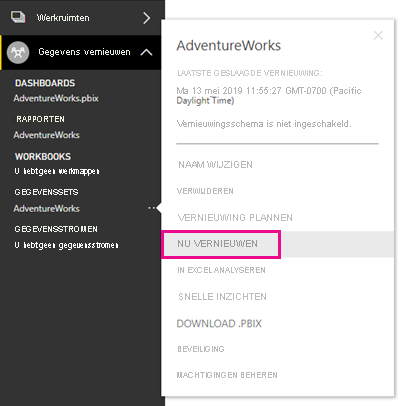 Werkruimten
Gegevens vernieuwen
DASHBOARDS
AdventureWorks.pbix
RAPPORTEN
AdventureWorks
WORKBOOKS
U hebt geen werkmappen
GEGEVENSSETS
AdventureWorks
GEGEVENSSTROMEN
U hebt geen gegevensstromen
AdventureWorks
LAATSTE GESLAAGDE VERNIEUWING:
Ma 13 mei 2019 11:55:27 GMT-0700 (Pacific
Daylight Time)
Vernieuwingsschema is niet ingeschakeld.
NAAM WIJZIGEN
VERWIJDEREN
VERNIEUWING PLANNEN
NU VERNIEUWEN
IN EXCEL ANALYSEREN
SNELLE INZICHTEN
DOWNLOAD .PBIX
BEVEILIGING
MACHTIGINGEN BEHEREN